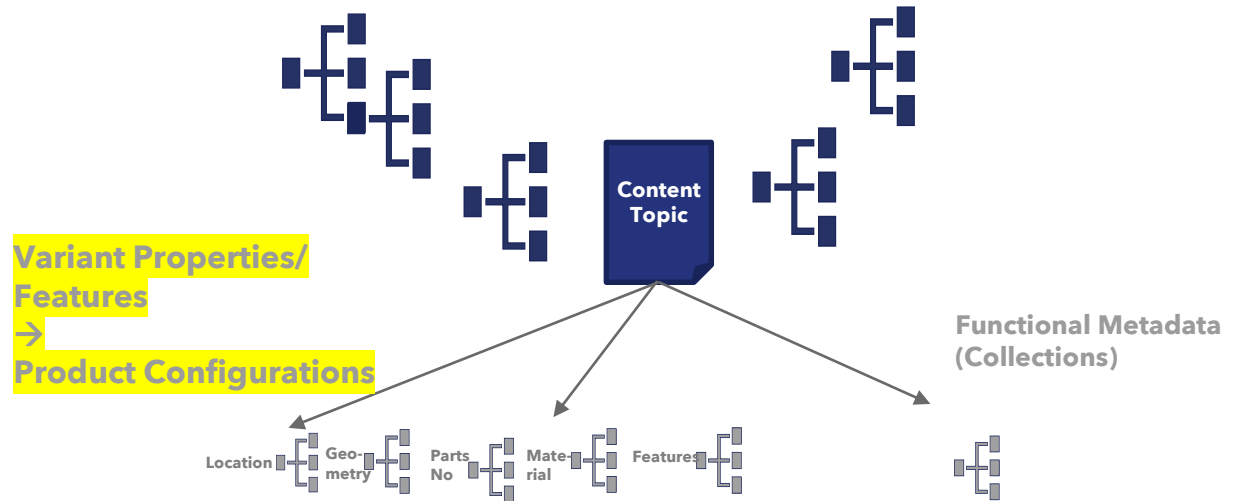 Content
Topic
Variant Properties/
Features
→
Product Configurations
Functional Metadata
(Collections)
Location
Geo-
metry
Parts
No
Mate-
rial
Features